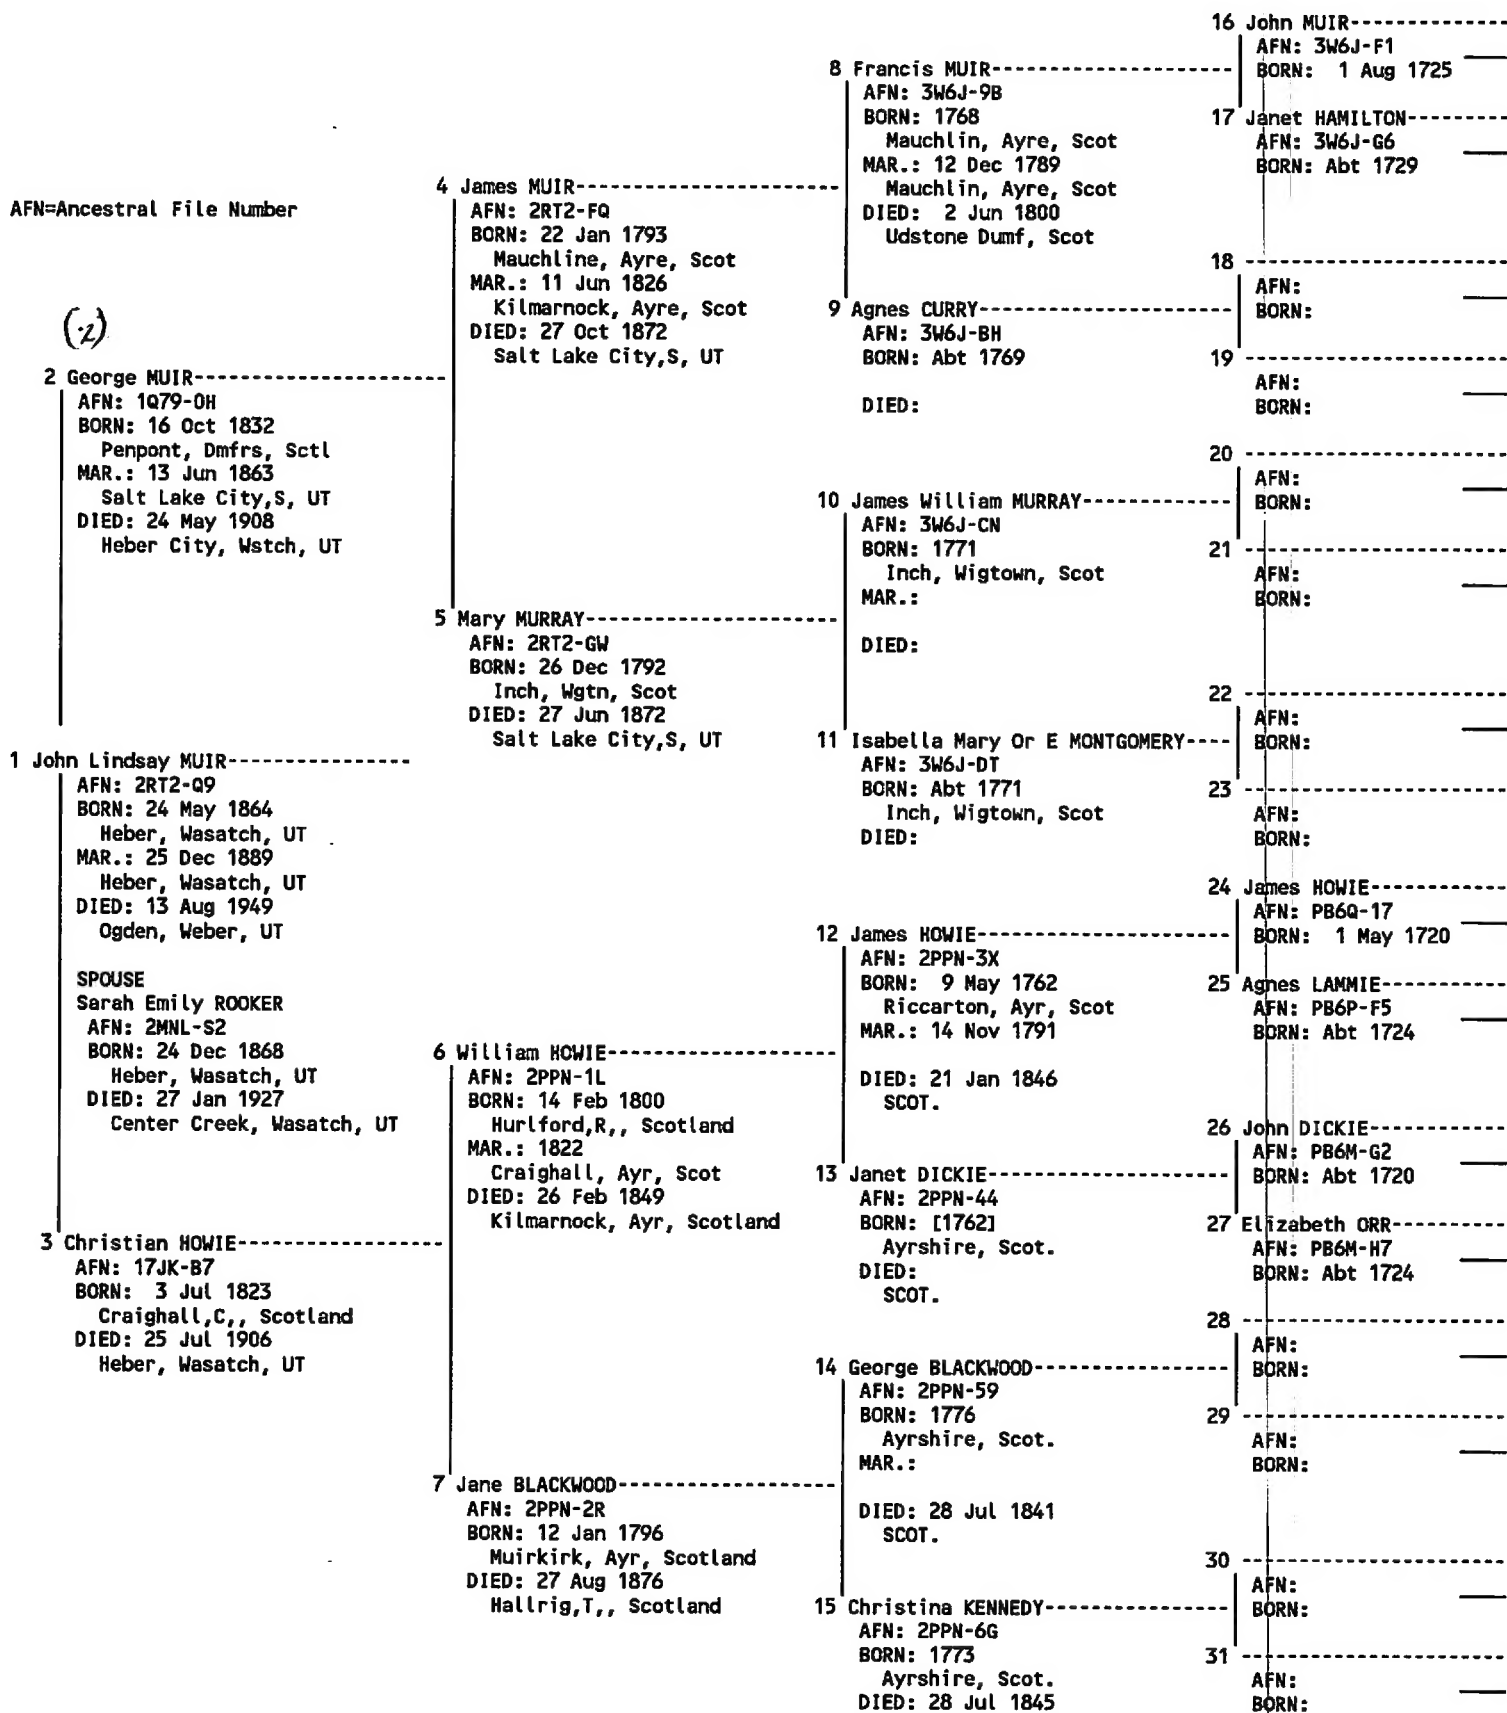 AFN=Ancestral File Number
(2)
1 John Lindsay MUIR---------------
AFN: 2RT2-Q9
BORN: 24 May 1864
Heber, Wasatch, UT
MAR.: 25 Dec 1889
Heber, Wasatch, UT
DIED: 13 Aug 1949
Ogden, Weber, UT
SPOUSE
Sarah Emily ROOKER
AFN: 2MNL-S2
BORN: 24 Dec 1868
Heber, Wasatch, UT
DIED: 27 Jan 1927
Center Creek, Wasatch, UT
2 George MUIR---------------------
AFN: 1Q79-0H
BORN: 16 Oct 1832
Penpont, Dmfrs, Sctl
MAR.: 13 Jun 1863
Salt Lake City,S, UT
DIED: 24 May 1908
Heber City, Wstch, UT
3 Christian HOWIE-----------------
AFN: 17JK-B7
BORN: 3 Jul 1823
Craighall,C,, Scotland
DIED: 25 Jul 1906
Heber, Wasatch, UT
4 James MUIR----------------------
AFN: 2RT2-FQ
BORN: 22 Jan 1793
Mauchline, Ayre, Scot
MAR.: 11 Jun 1826
Kilmarnock, Ayre, Scot
DIED: 27 Oct 1872
Salt Lake City,S, UT
5 Mary MURRAY---------------------
AFN: 2RT2-GW
BORN: 26 Dec 1792
Inch, Wgtn, Scot
DIED: 27 Jun 1872
Salt Lake City,S, UT
6 William HOWIE-------------------
AFN: 2PPN-1L
BORN: 14 Feb 1800
Hurlford,R,, Scotland
MAR.: 1822
Craighall, Ayr, Scot
DIED: 26 Feb 1849
Kilmarnock, Ayr, Scotland
7 Jane BLACKWOOD------------------
AFN: 2PPN-2R
BORN: 12 Jan 1796
Muirkirk, Ayr, Scotland
DIED: 27 Aug 1876
Hallrig,T,, Scotland
8 Francis MUIR--------------------
AFN: 3W6J-9B
BORN: 1768
Mauchlin, Ayre, Scot
MAR.: 12 Dec 1789
Mauchlin, Ayre, Scot
DIED: 2 Jun 1800
Udstone Dumf, Scot
9 Agnes CURRY---------------------
AFN: 3W6J-BH
BORN: Abt 1769
DIED:
10 James William MURRAY------------
AFN: 3W6J-CN
BORN: 1771
Inch, Wigtown, Scot
MAR.:
DIED:
11 Isabella Mary Or E MONTGOMERY----
AFN: 3W6J-DT
BORN: Abt 1771
Inch, Wigtown, Scot
DIED:
12 James HOWIE-------------------
AFN: 2PPN-3X
BORN: 9 May 1762
Riccarton, Ayr, Scot
MAR.: 14 Nov 1791
DIED: 21 Jan 1846
SCOT.
13 Janet DICKIE--------------------
AFN: 2PPN-44
BORN: [1762]
Ayrshire, Scot.
DIED:
SCOT.
14 George BLACKWOOD----------------
AFN: 2PPN-59
BORN: 1776
Ayrshire, Scot.
MAR.:
DIED: 28 Jul 1841
SCOT.
15 Christina KENNEDY---------------
AFN: 2PPN-6G
BORN: 1773
Ayrshire, Scot.
DIED: 28 Jul 1845
16 John MUIR-------------
AFN: 3W6J-F1
BORN: 1 Aug 1725
17 Janet HAMILTON--------
AFN: 3W6J-G6
BORN: Abt 1729
18 ----------------------
AFN:
BORN:
19 ----------------------
AFN:
BORN:
20 ----------------------
AFN:
BORN:
21 ----------------------
AFN:
BORN:
22 ----------------------
AFN:
BORN:
23 ----------------------
AFN:
BORN:
24 James HOWIE-----------
AFN: PB6Q-17
BORN: 1 May 1720
25 Agnes LAMMIE----------
AFN: PB6P-F5
BORN: Abt 1724
26 John DICKIE-----------
AFN: PB6M-G2
BORN: Abt 1720
27 Elizabeth ORR---------
AFN: PB6M-H7
BORN: Abt 1724
28 ----------------------
AFN:
BORN:
29 ----------------------
AFN:
BORN:
30 ----------------------
AFN:
BORN:
31 ----------------------
AFN:
BORN: